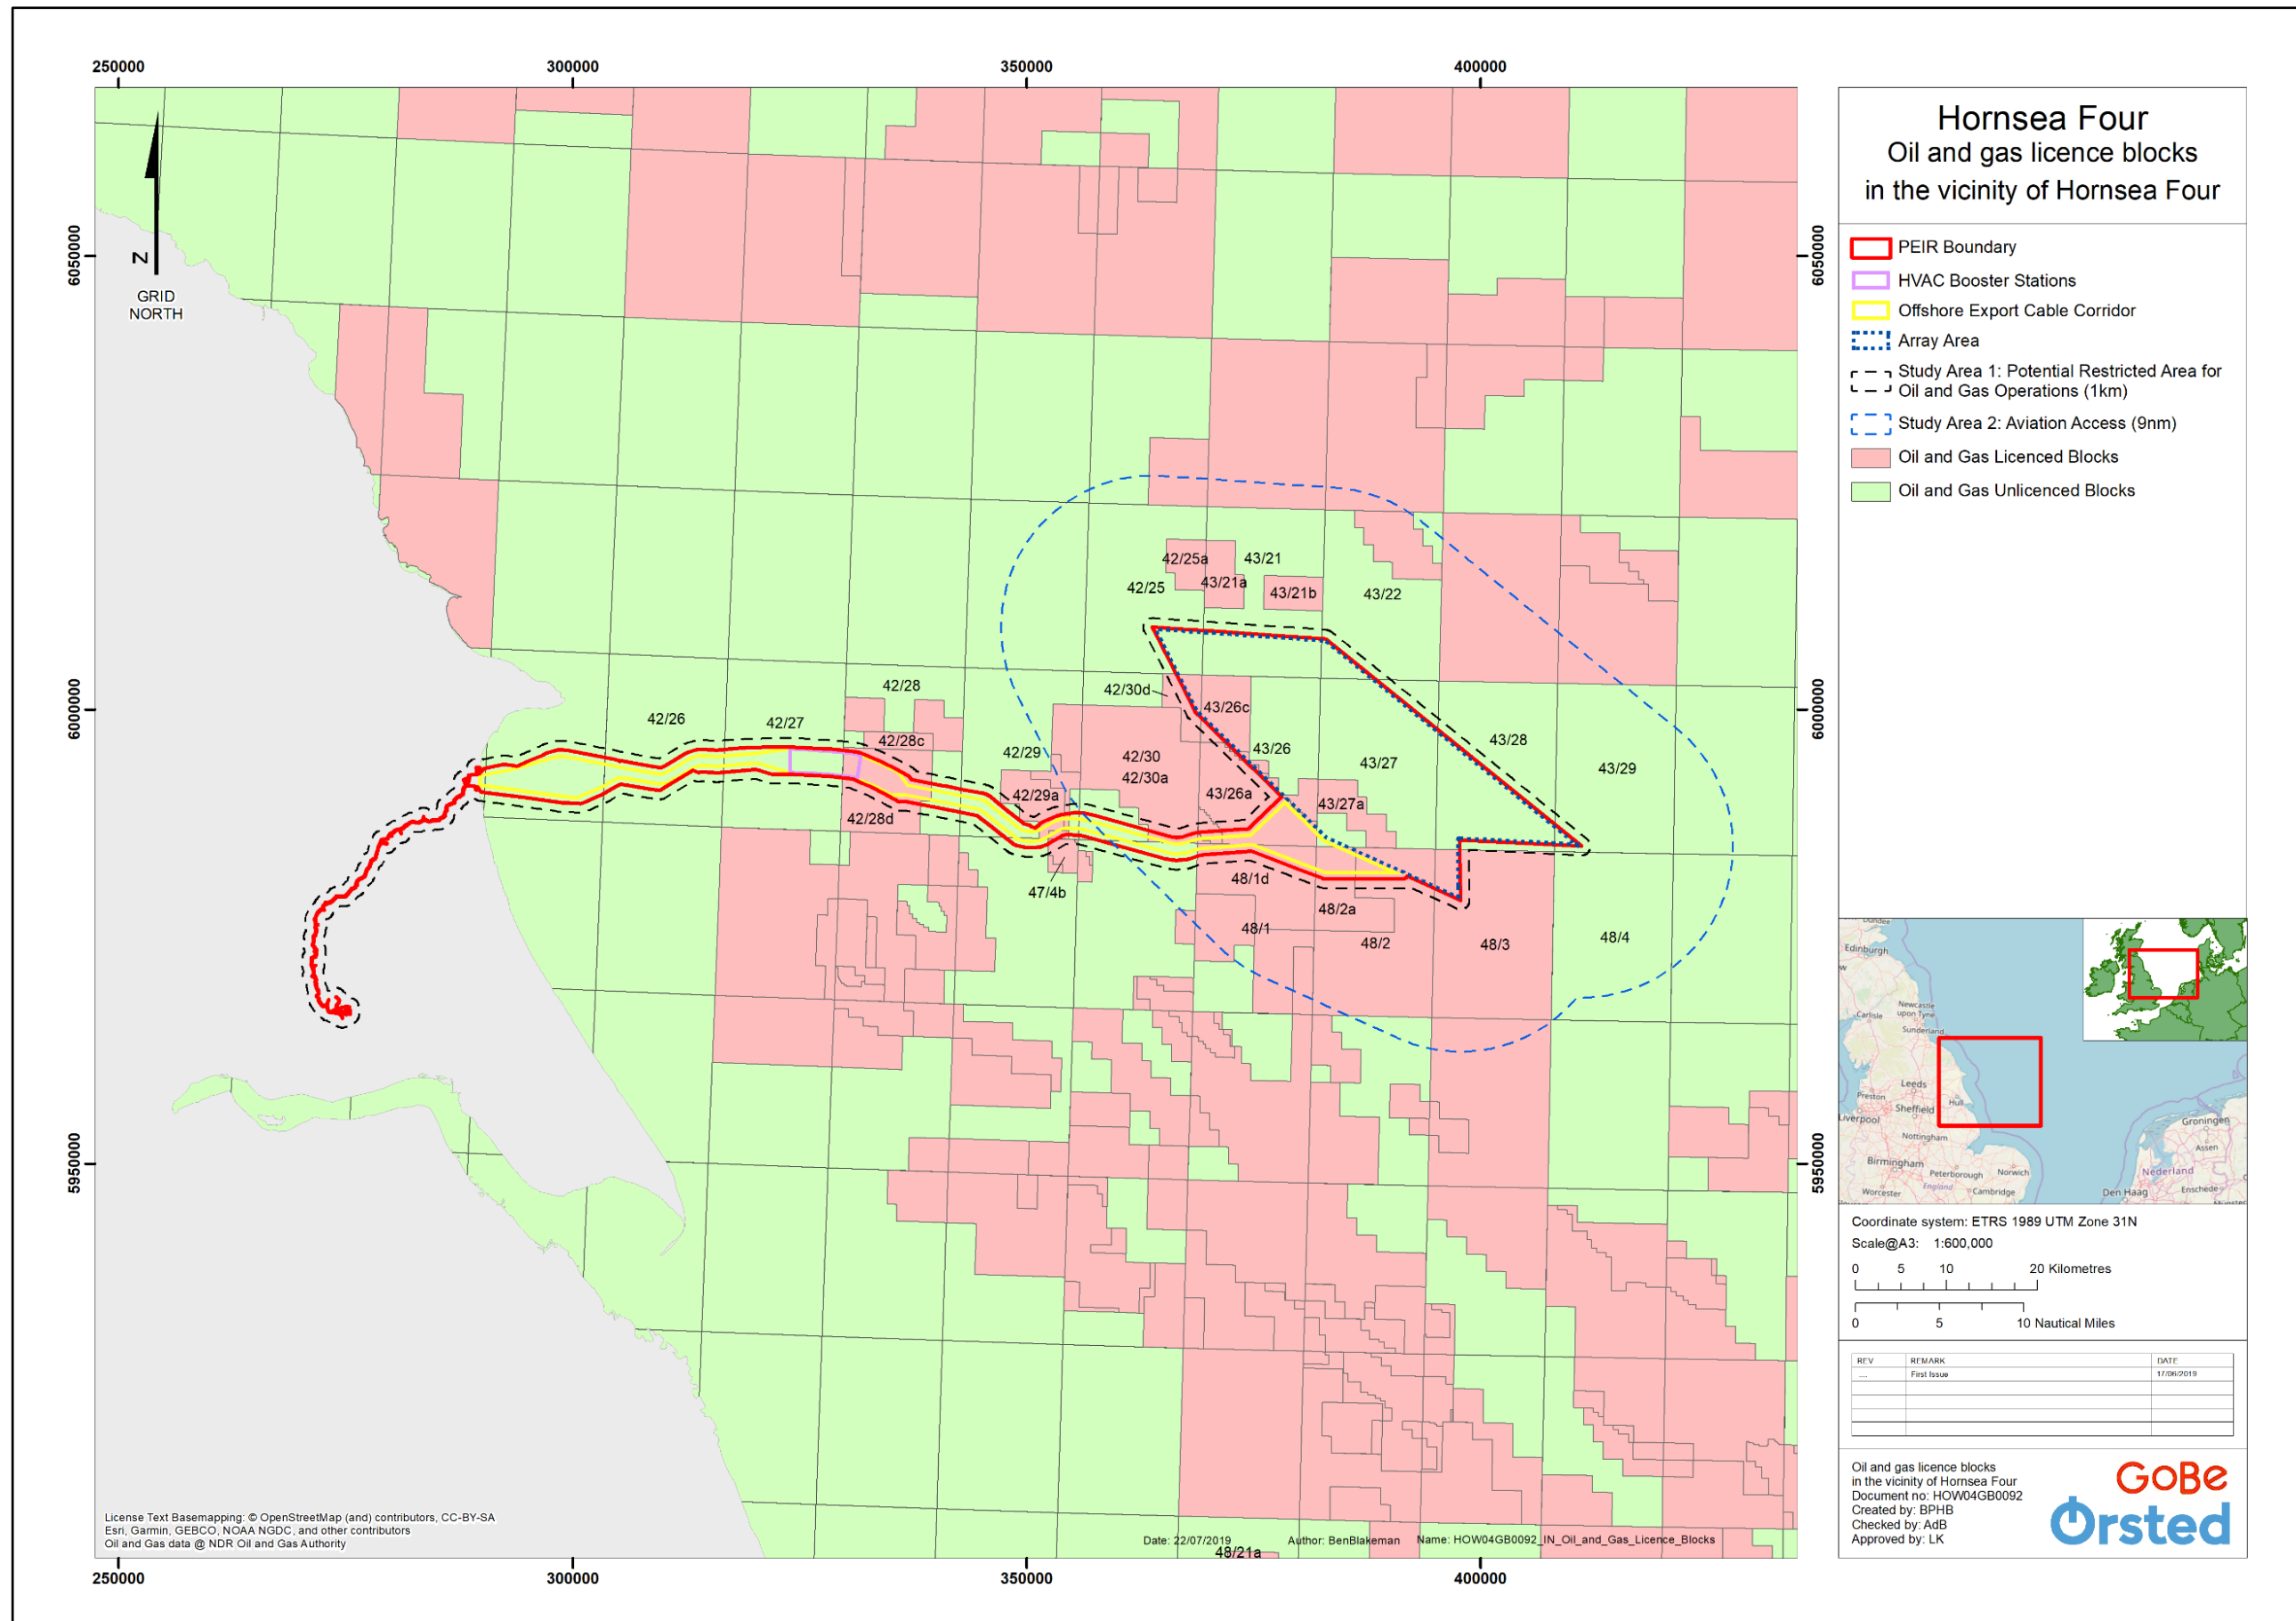 250000
300000
350000
400000
6050000
6000000
5950000
6050000
6000000
5950000
250000
300000
350000
400000
N
GRID
NORTH
42/25a
43/21
42/25
43/21a
43/21b
43/22
42/30d
43/26c
42/28
42/26
42/27
42/28c
42/29
42/30
42/30a
43/26
43/27
43/28
43/29
42/29a
43/26a
43/27a
42/28d
47/4b
48/1d
48/2a
48/1
48/2
48/3
48/4
48/21a
License Text Basemapping: © OpenStreetMap (and) contributors, CC-BY-SA
Esri, Garmin, GEBCO, NOAA NGDC, and other contributors
Oil and Gas data @ NDR Oil and Gas Authority
Date: 22/07/2019 Author: BenBlakeman Name: HOW04GB0092_IN_Oil_and_Gas_Licence_Blocks
Hornsea Four
Oil and gas licence blocks
in the vicinity of Hornsea Four
PEIR Boundary
HVAC Booster Stations
Offshore Export Cable Corridor
Array Area
Study Area 1: Potential Restricted Area for
Oil and Gas Operations (1km)
Study Area 2: Aviation Access (9nm)
Oil and Gas Licenced Blocks
Oil and Gas Unlicenced Blocks
Dundee
Edinburgh
Newcastle
upon Tyne
Carlisle
Sunderland
Leeds
Preston
Hull
Sheffield
Liverpool
Nottingham
Birmingham
Peterborough
Norwich
England
Worcester
Cambridge
Groningen
Assen
Nederland
Den Haag
Enschede
Coordinate system: ETRS 1989 UTM Zone 31N
Scale@A3: 1:600,000
0 5 10 20 Kilometres
0 5 10 Nautical Miles
REV REMARK DATE
.... First Issue 17/06/2019
Oil and gas licence blocks
in the vicinity of Hornsea Four
Document no: HOW04GB0092
Created by: BPHB
Checked by: AdB
Approved by: LK
GoBe
Orsted